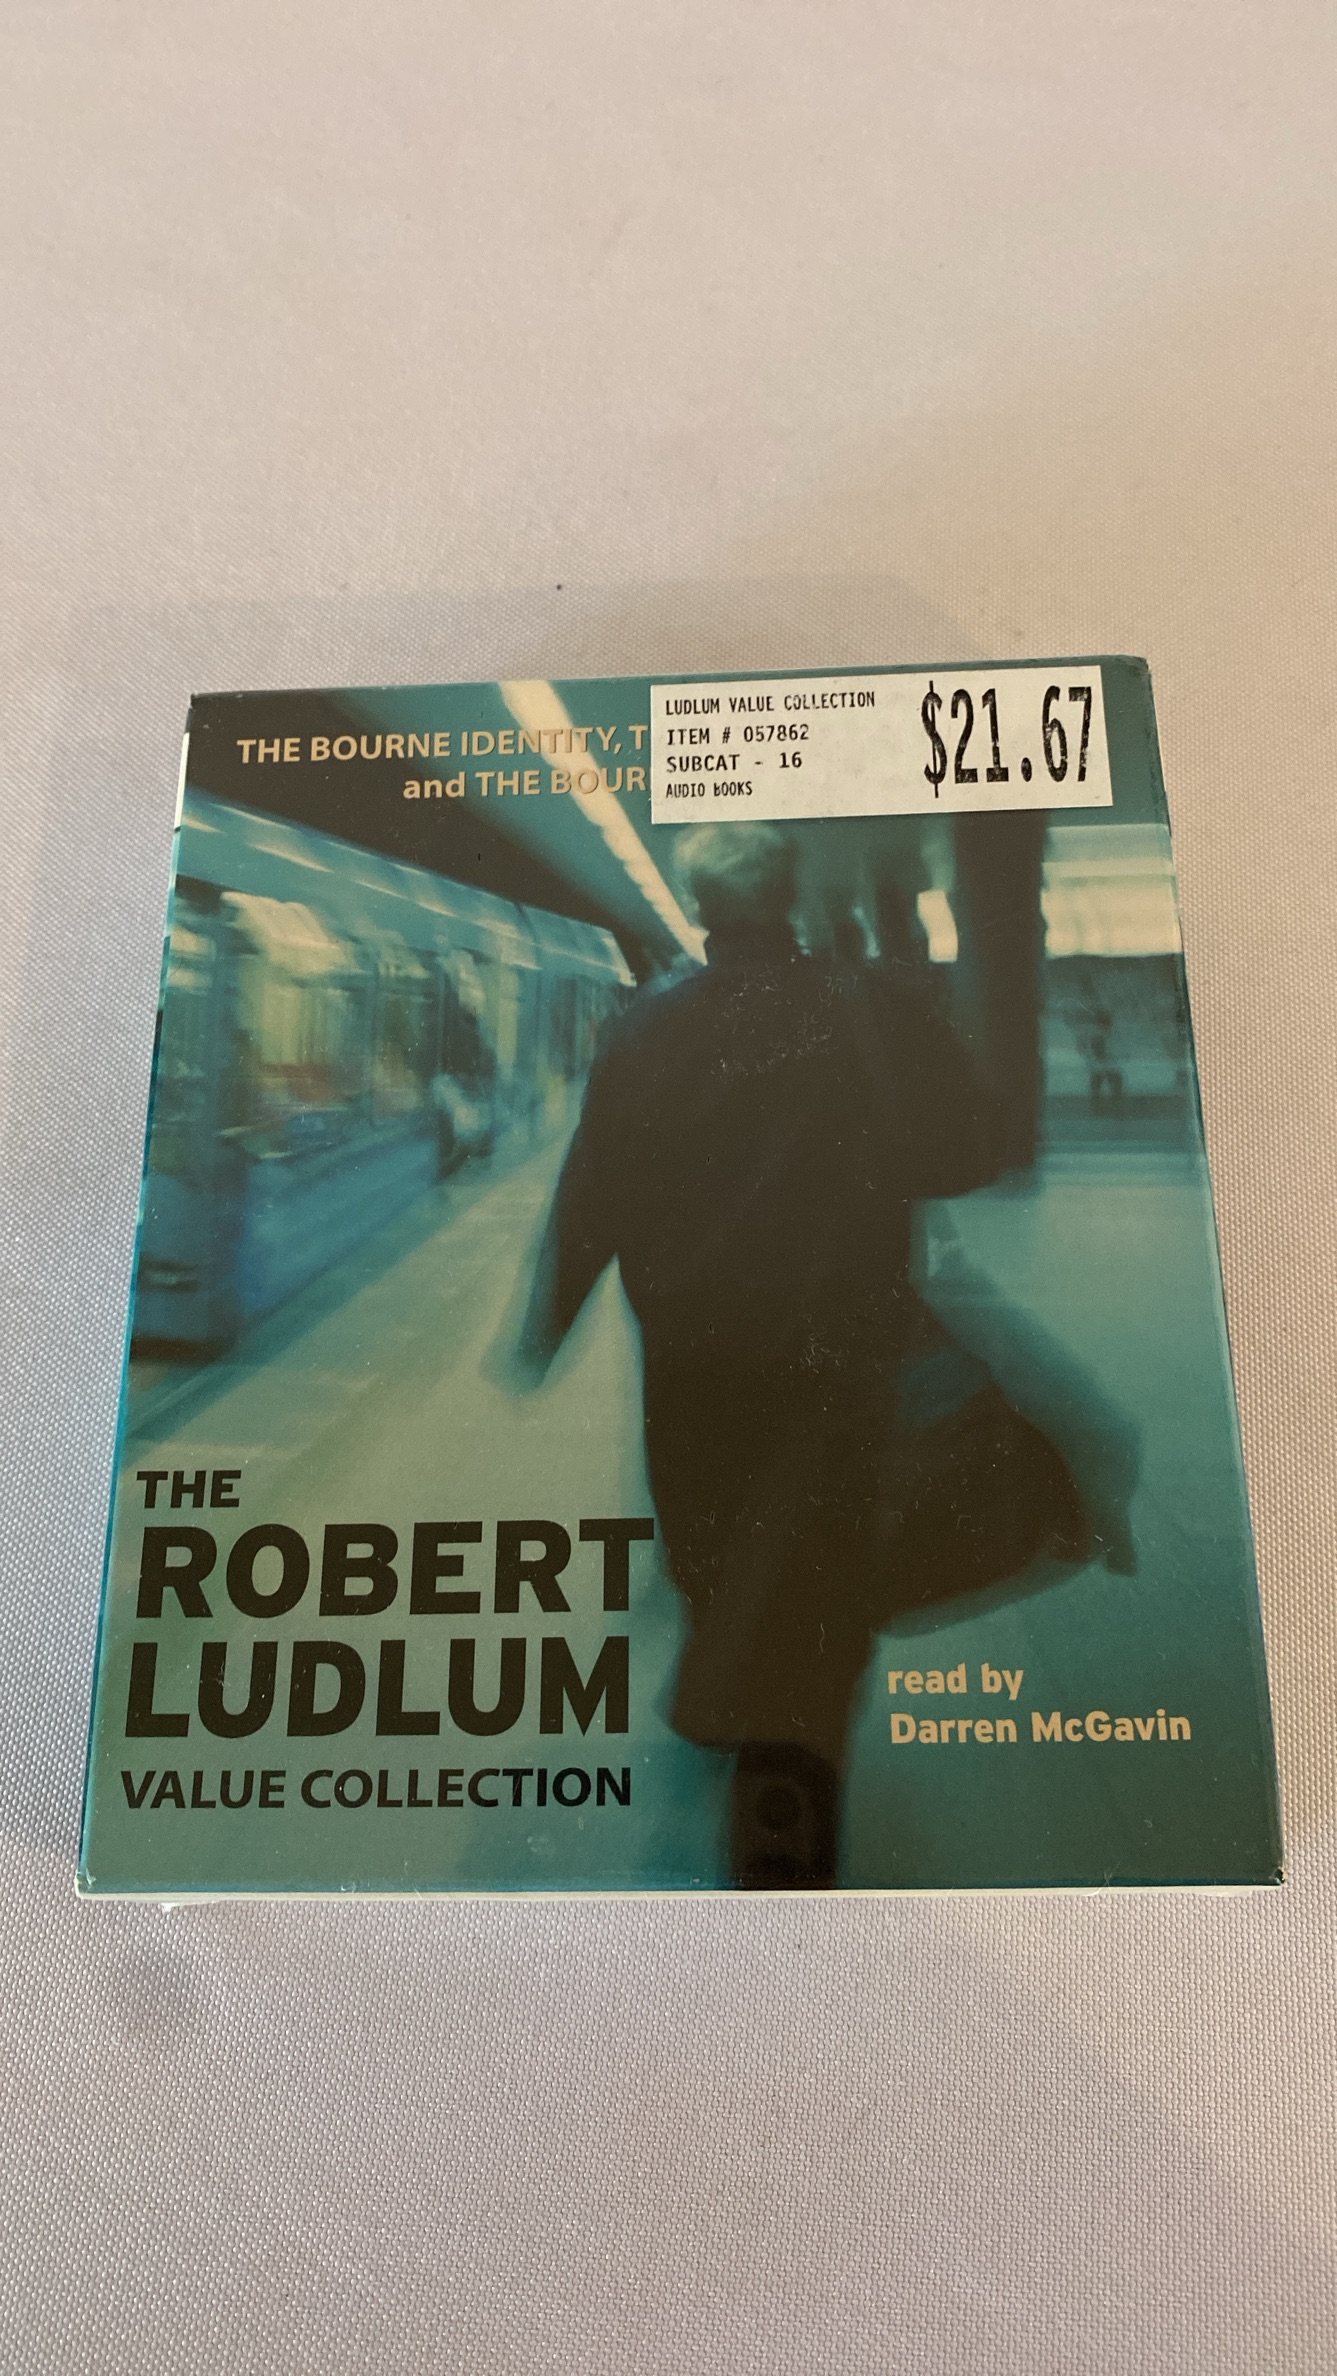 THE BOURNE IDENTITY, T
and THE BOUR
LUDLUM VALUE COLLECTION
ITEM # 057862
SUBCAT - 16
AUDIO bOOKS
$21.67
THE
ROBERT
LUDLUM
VALUE COLLECTION
read by
Darren McGavin